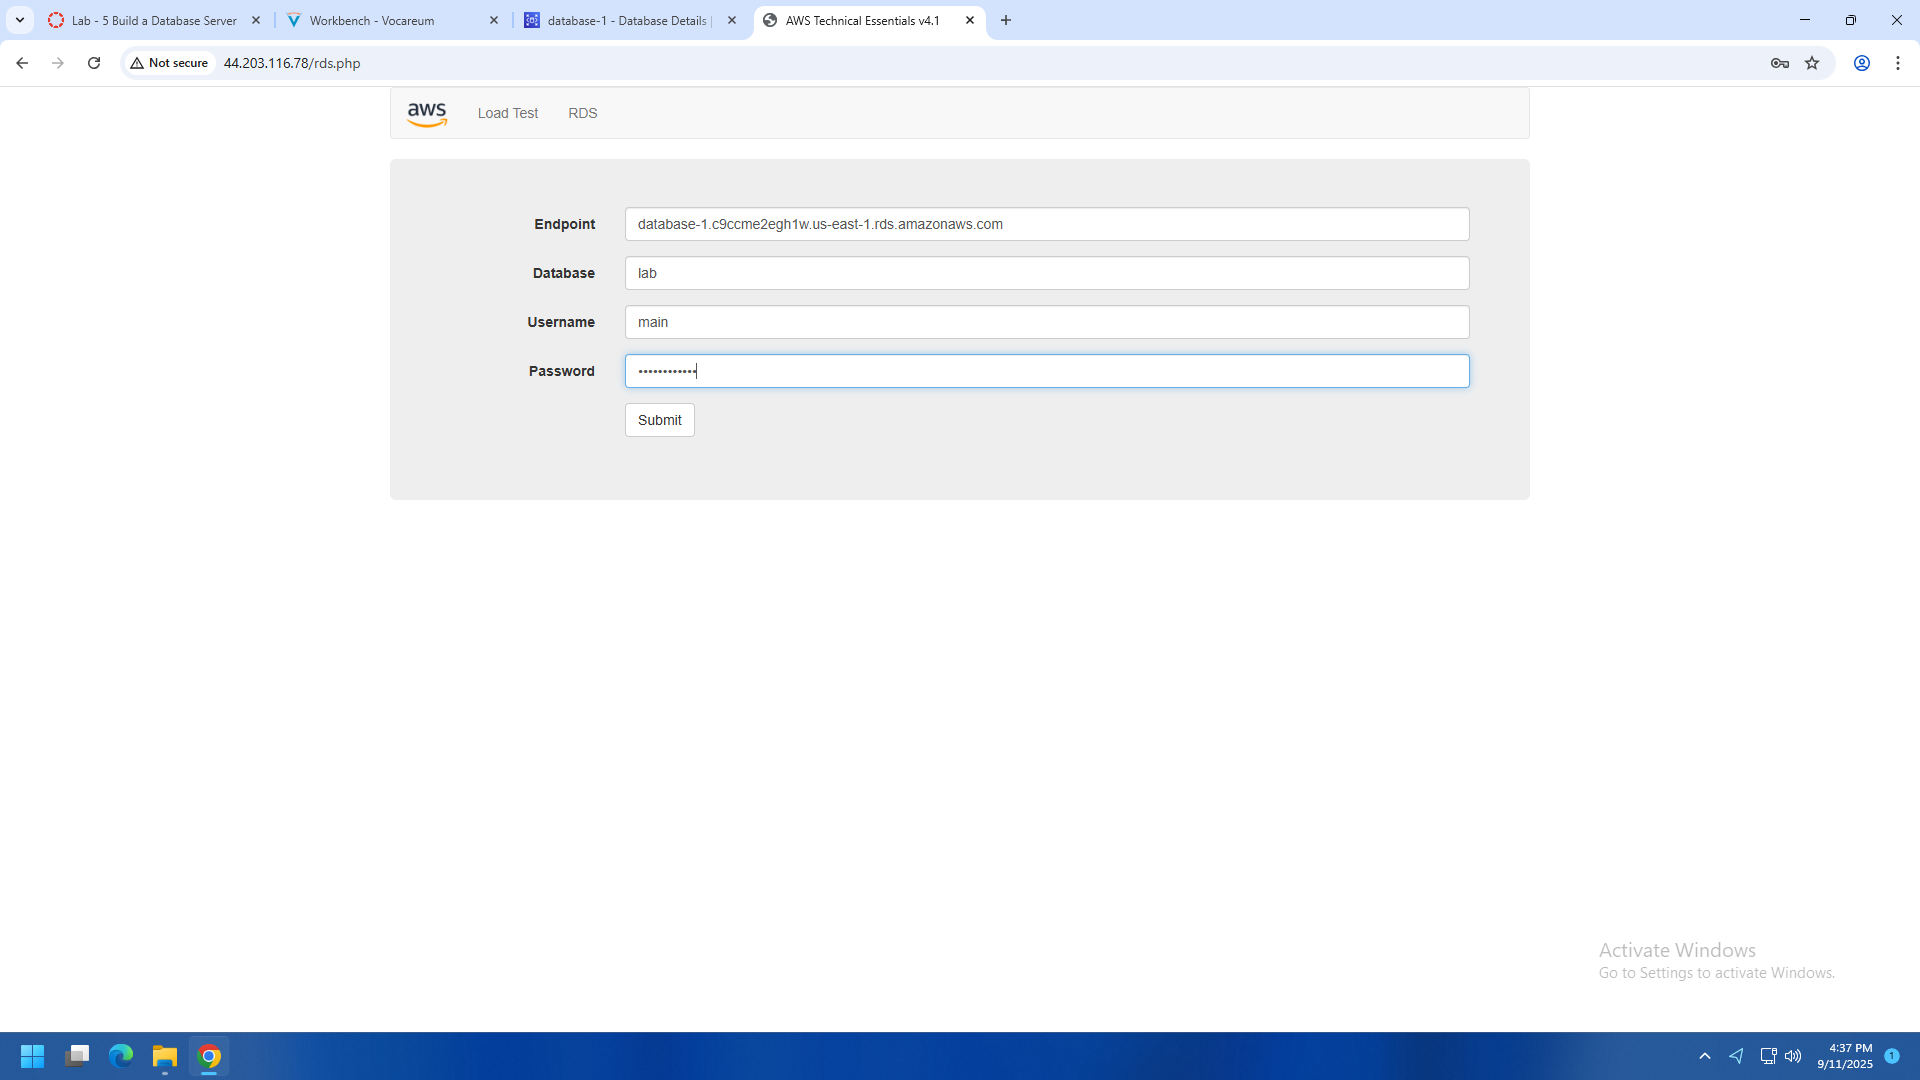 Lab - 5 Build a Database Server
Workbench - Vocareum
database-1 - Database Details
AWS Technical Essentials v4.1
Not secure
44.203.116.78/rds.php
aws
Load Test
RDS
Endpoint
database-1.c9ccme2egh1w.us-east-1.rds.amazonaws.com
Database
lab
Username
main
Password
••••••••••••
Submit
Activate Windows
Go to Settings to activate Windows.
4:37 PM
9/11/2025
1